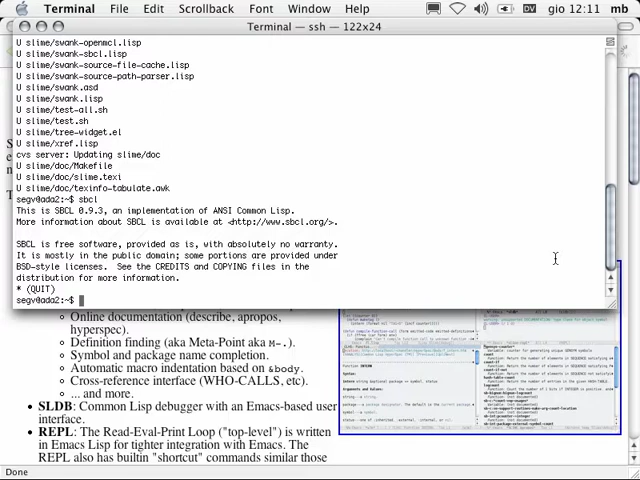 Terminal File Edit Scrollback Font Window Help DV gio 12:11 mb
Terminal — ssh — 122x24
U slime/swank-openmcl.lisp
U slime/swank-sbcl.lisp
U slime/swank-source-file-cache.lisp
U slime/swank-source-path-parser.lisp
U slime/swank.asd
U slime/swank.lisp
U slime/test-all.sh
U slime/test.sh
U slime/tree-widget.el
U slime/xref.lisp
cvs server: Updating slime/doc
U slime/doc/Makefile
U slime/doc/slime.texi
U slime/doc/texinfo-tabulate.awk
segv@ada2:~$ sbcl
This is SBCL 0.9.3, an implementation of ANSI Common Lisp.
More information about SBCL is available at <http://www.sbcl.org/>.
SBCL is free software, provided as is, with absolutely no warranty.
It is mostly in the public domain; some portions are provided under
BSD-style licenses. See the CREDITS and COPYING files in the
distribution for more information.
* (QUIT)
segv@ada2:~$
Online documentation (describe, apropos,
hyperspec).
Definition finding (aka Meta-Point aka M-.).
Symbol and package name completion.
Automatic macro indentation based on &body.
Cross-reference interface (WHO-CALLS, etc).
... and more.
SLDB: Common Lisp debugger with an Emacs-based user
interface.
REPL: The Read-Eval-Print Loop ("top-level") is written
in Emacs Lisp for tighter integration with Emacs. The
REPL also has builtin "shortcut" commands similar those
Done